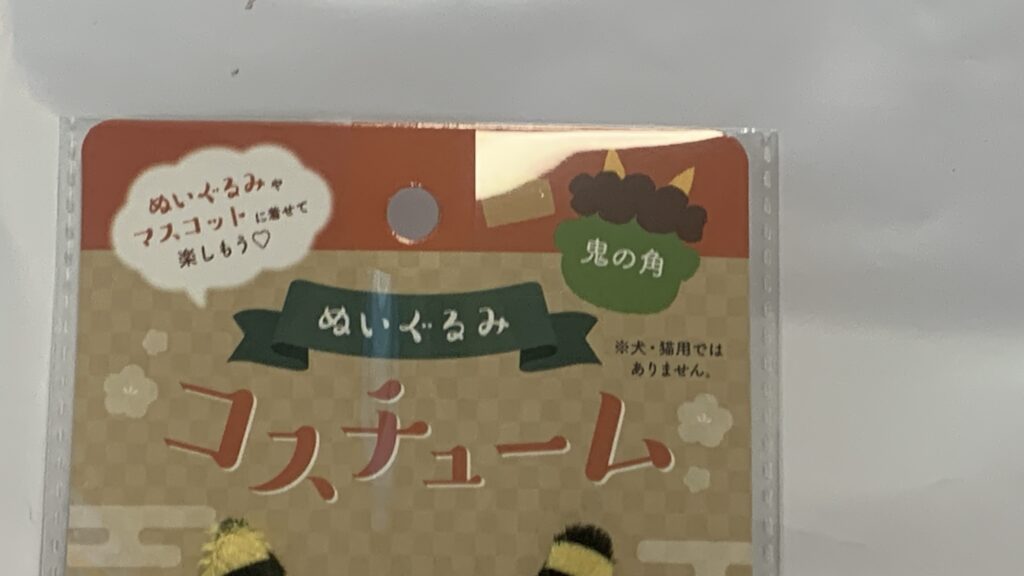 ぬいぐるみや
マスコットに着せて
楽しもう♡
鬼の角
ぬいぐるみ
※犬・猫用では
ありません。
コスチューム